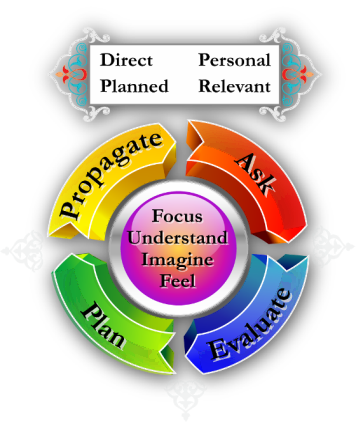 Direct Personal
Planned Relevant
Propagate
Ask
Focus
Understand
Imagine
Feel
Plan
Evaluate